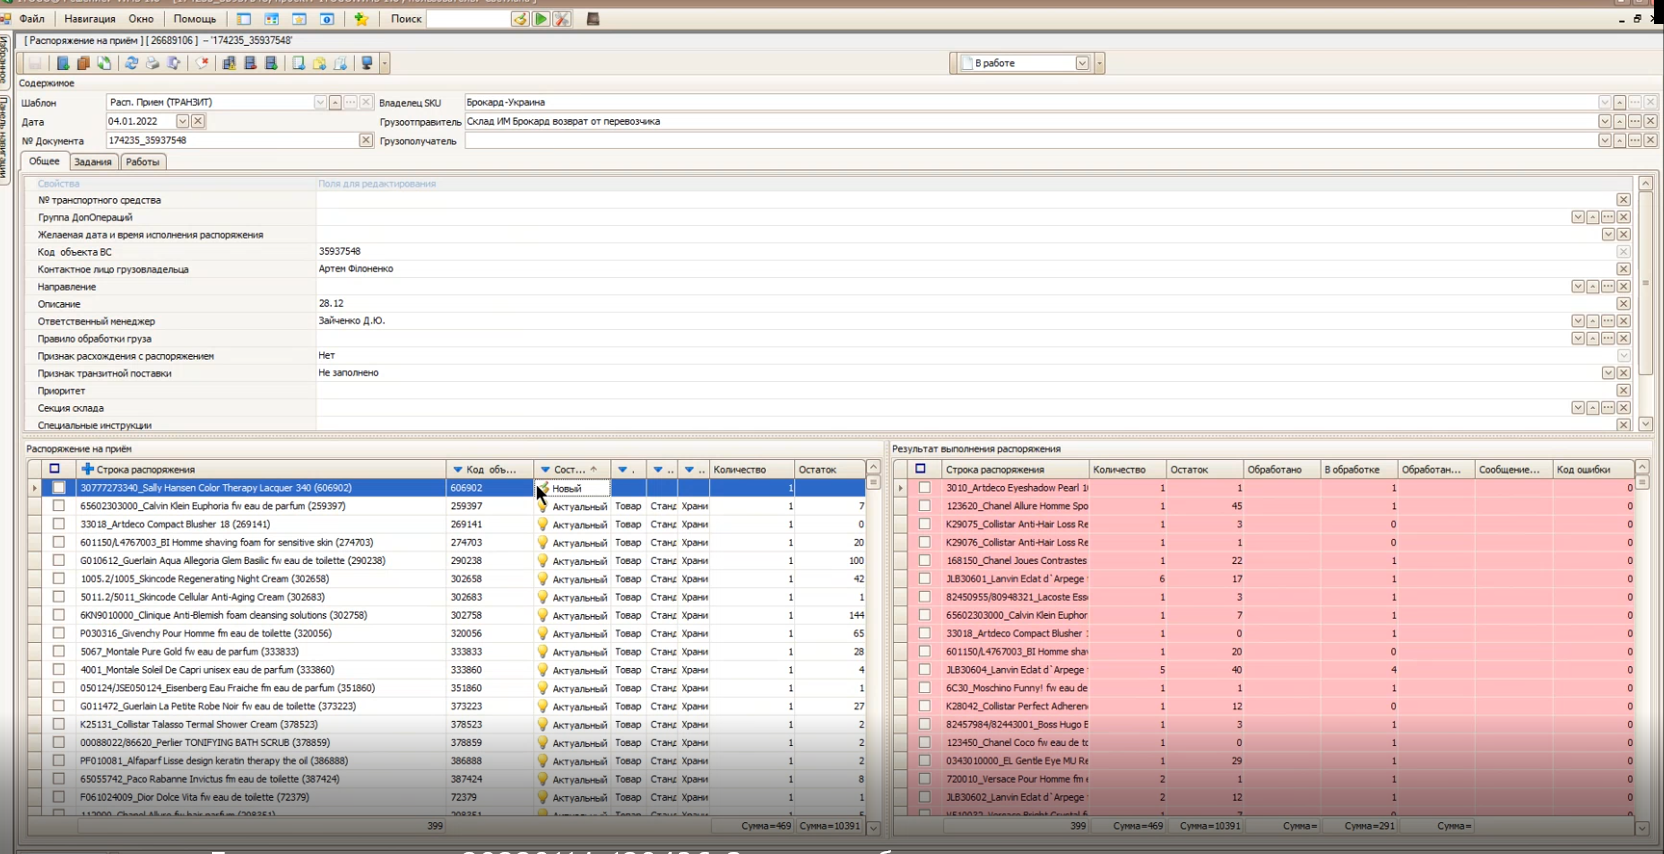 Файл Навигация Окно Помощь Поиск
[ Распоряжение на приём ] [ 26689106 ] - '174235_35937548'
В работе
Содержимое
Шаблон Расп. Прием (ТРАНЗИТ) Владелец SKU Брокард-Украина
Дата 04.01.2022 Грузоотправитель Склад ИМ Брокард возврат от перевозчика
№ Документа 174235_35937548 Грузополучатель
Общее Задания Работы
Свойства Поля для редактирования
№ транспортного средства
Группа ДопОпераций
Желаемая дата и время исполнения распоряжения
Код объекта ВС 35937548
Контактное лицо грузовладельца Артем Філоненко
Направление
Описание 28.12
Ответственный менеджер Зайченко Д.Ю.
Правило обработки груза
Признак расхождения с распоряжением Нет
Признак транзитной поставки Не заполнено
Приоритет
Секция склада
Специальные инструкции
Распоряжение на приём
Строка распоряжения Код объ... Сост... . .. .. Количество Остаток
30777273340_Sally Hansen Color Therapy Lacquer 340 (606902) 606902 Новый 1
65602303000_Calvin Klein Euphoria fw eau de parfum (259397) 259397 Актуальный Товар Станд Храни 1 7
33018_Artdeco Compact Blusher 18 (269141) 269141 Актуальный Товар Станд Храни 1 0
601150/L4767003_BI Homme shaving foam for sensitive skin (274703) 274703 Актуальный Товар Станд Храни 1 20
G010612_Guerlain Aqua Allegoria Glem Basilic fw eau de toilette (290238) 290238 Актуальный Товар Станд Храни 1 100
1005.2/1005_Skincode Regenerating Night Cream (302658) 302658 Актуальный Товар Станд Храни 1 42
5011.2/5011_Skincode Cellular Anti-Aging Cream (302683) 302683 Актуальный Товар Станд Храни 1 1
6KN9010000_Clinique Anti-Blemish foam cleansing solutions (302758) 302758 Актуальный Товар Станд Храни 1 144
P030316_Givenchy Pour Homme fm eau de toilette (320056) 320056 Актуальный Товар Станд Храни 1 65
5067_Montale Pure Gold fw eau de parfum (333833) 333833 Актуальный Товар Станд Храни 1 28
4001_Montale Soleil De Capri unisex eau de parfum (333860) 333860 Актуальный Товар Станд Храни 1 4
050124/JSE050124_Eisenberg Eau Fraiche fm eau de parfum (351860) 351860 Актуальный Товар Станд Храни 1 1
G011472_Guerlain La Petite Robe Noir fw eau de toilette (373223) 373223 Актуальный Товар Станд Храни 1 27
K25131_Collistar Talasso Termal Shower Cream (378523) 378523 Актуальный Товар Станд Храни 1 2
00088022/86620_Perlier TONIFYING BATH SCRUB (378859) 378859 Актуальный Товар Станд Храни 1 2
PF010081_Alfaparf Lisse design keratin therapy the oil (386888) 386888 Актуальный Товар Станд Храни 1 2
65055742_Paco Rabanne Invictus fm eau de toilette (387424) 387424 Актуальный Товар Станд Храни 1 8
F061024009_Dior Dolce Vita fw eau de toilette (72379) 72379 Актуальный Товар Станд Храни 1 1
399 Сумма=469 Сумма=10391
Результат выполнения распоряжения
Строка распоряжения Количество Остаток Обработано В обработке Обработан... Сообщение... Код ошибки
3010_Artdeco Eyeshadow Pearl 1 1 1 1 0
123620_Chanel Allure Homme Spo 1 45 1 0
K29075_Collistar Anti-Hair Loss Re 1 3 0 0
K29076_Collistar Anti-Hair Loss Re 1 1 0 0
168150_Chanel Joues Contrastes 1 22 1 0
JLB30601_Lanvin Eclat d`Arpege 6 17 1 0
82450955/80948321_Lacoste Ess 1 3 1 0
65602303000_Calvin Klein Euphor 1 7 1 0
33018_Artdeco Compact Blusher 1 0 1 0
601150/L4767003_BI Homme shav 1 20 0 0
JLB30604_Lanvin Eclat d`Arpege 5 40 4 0
6C30_Moschino Funny! fw eau de 1 1 1 0
K28042_Collistar Perfect Adheren 1 12 0 0
82457984/82443001_Boss Hugo B 1 3 1 0
123450_Chanel Coco fw eau de to 1 0 1 0
0343010000_EL Gentle Eye MU Re 1 29 1 0
720010_Versace Pour Homme fm 2 1 1 0
JLB30602_Lanvin Eclat d`Arpege 2 12 1 0
399 Сумма=469 Сумма=10391 Сумма= Сумма=291 Сумма=